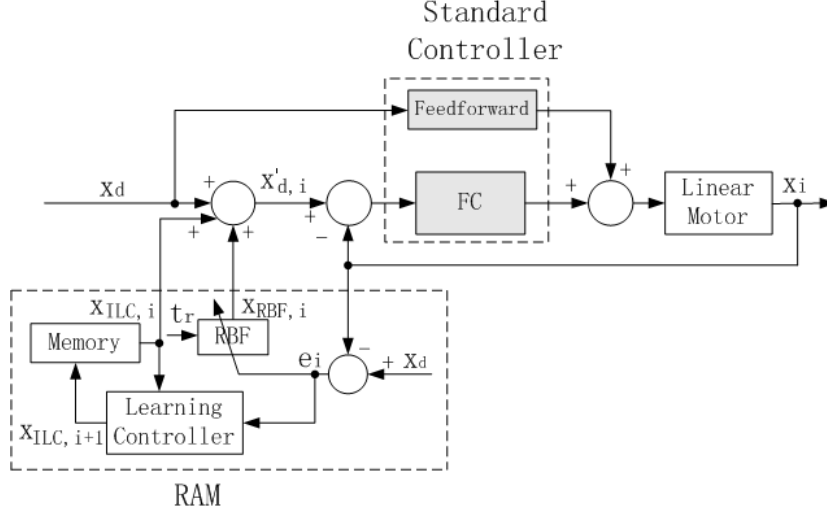 Standard
Controller
Feedforward
+
xd
+
x'd,i
+
FC
+
Linear
Motor
xi
+
+
-
xILC,i
tr
xRBF,i
Memory
RBF
ei
-
+ xd
Learning
Controller
xILC,i+1
RAM